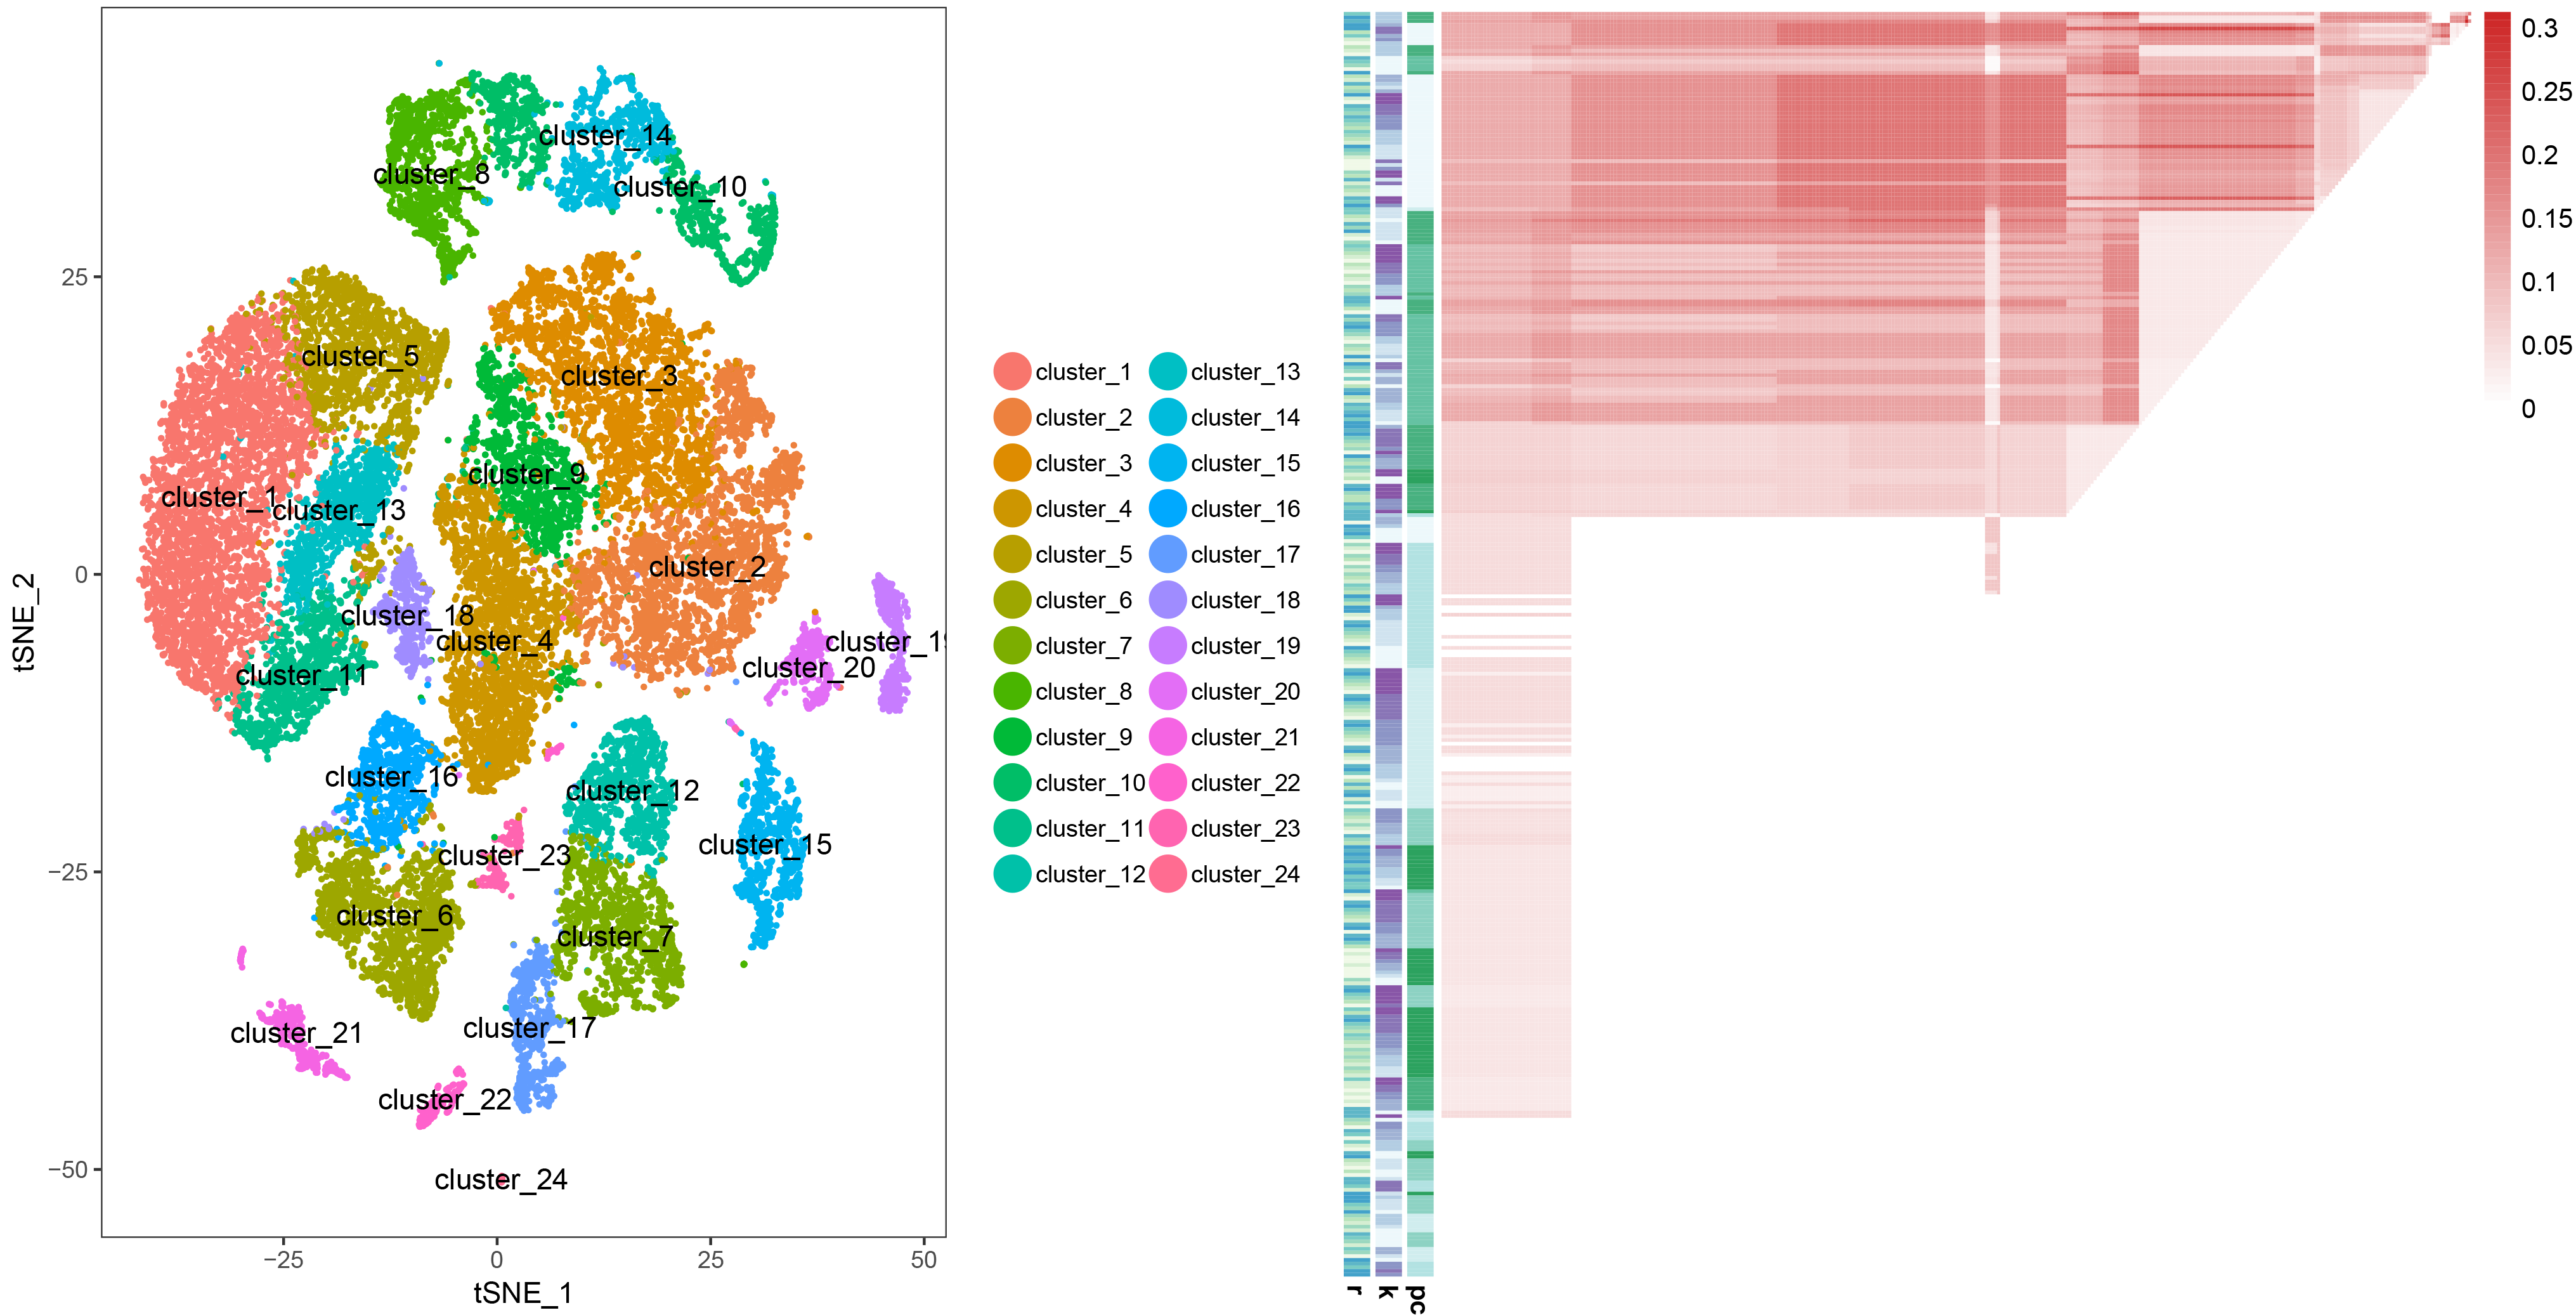 cluster_14
cluster_8
cluster_10
cluster_5
cluster_3
cluster_9
cluster_1
cluster_13
cluster_2
cluster_18
cluster_4
cluster_19
cluster_20
cluster_11
cluster_16
cluster_12
cluster_15
cluster_23
cluster_6
cluster_7
cluster_17
cluster_21
cluster_22
cluster_24
25
0
−25
−50
tSNE_2
−25
0
25
50
tSNE_1
cluster_1
cluster_2
cluster_3
cluster_4
cluster_5
cluster_6
cluster_7
cluster_8
cluster_9
cluster_10
cluster_11
cluster_12
cluster_13
cluster_14
cluster_15
cluster_16
cluster_17
cluster_18
cluster_19
cluster_20
cluster_21
cluster_22
cluster_23
cluster_24
r
k
pc
0.3
0.25
0.2
0.15
0.1
0.05
0